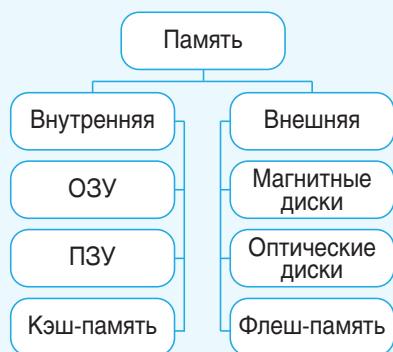 Память
Внутренняя
Внешняя
ОЗУ
Магнитные
диски
ПЗУ
Оптические
диски
Кэш-память
Флеш-память